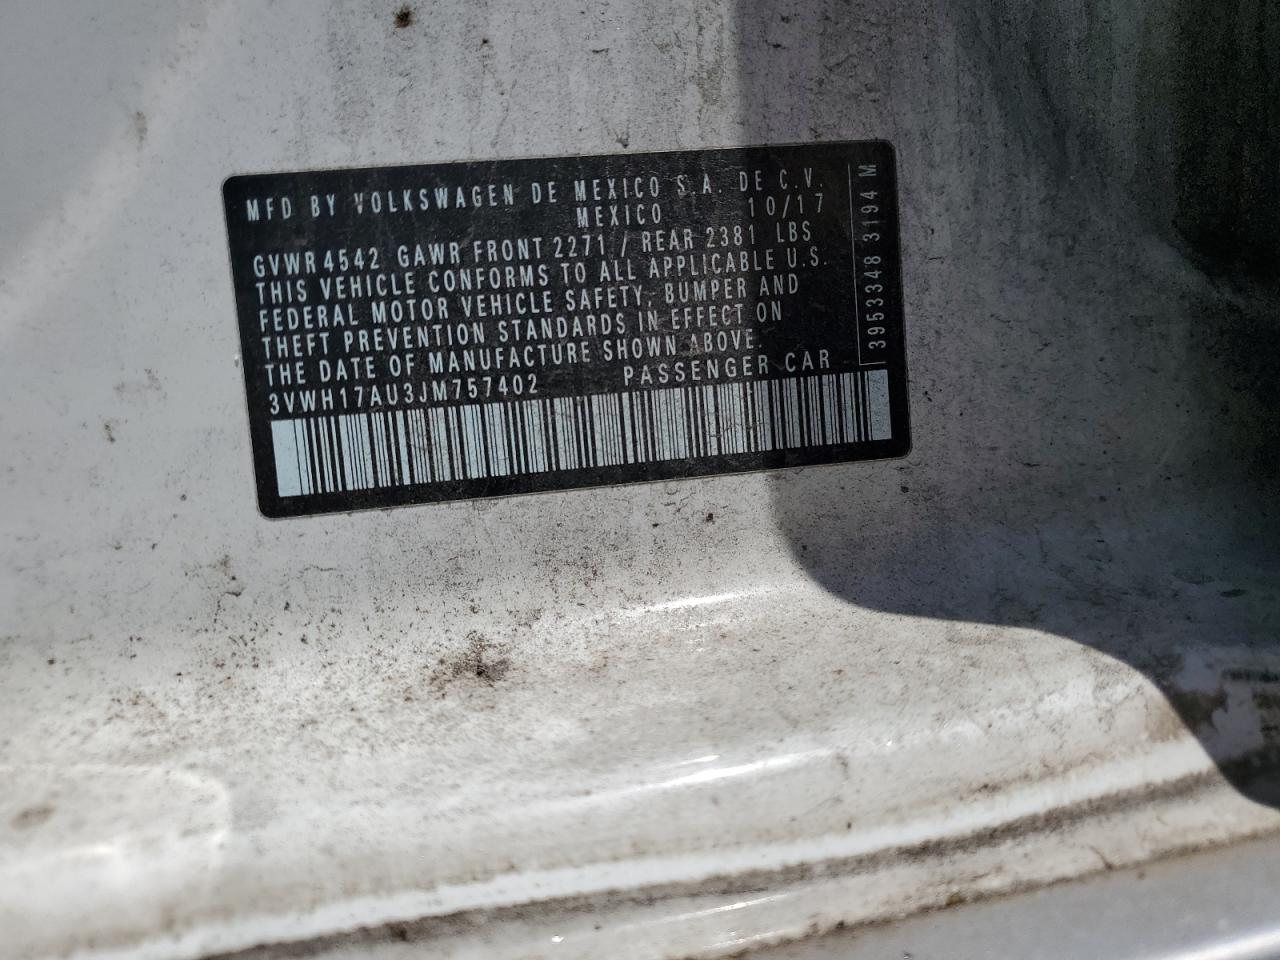 MFD BY VOLKSWAGEN DE MEXICO S.A. DE C.V.
MEXICO 10/17
GVWR 4542 GAWR FRONT 2271 / REAR 2381 LBS
THIS VEHICLE CONFORMS TO ALL APPLICABLE U.S.
FEDERAL MOTOR VEHICLE SAFETY, BUMPER AND
THEFT PREVENTION STANDARDS IN EFFECT ON
THE DATE OF MANUFACTURE SHOWN ABOVE.
3VWH17AU3JM757402 PASSENGER CAR
3953348 3194 M